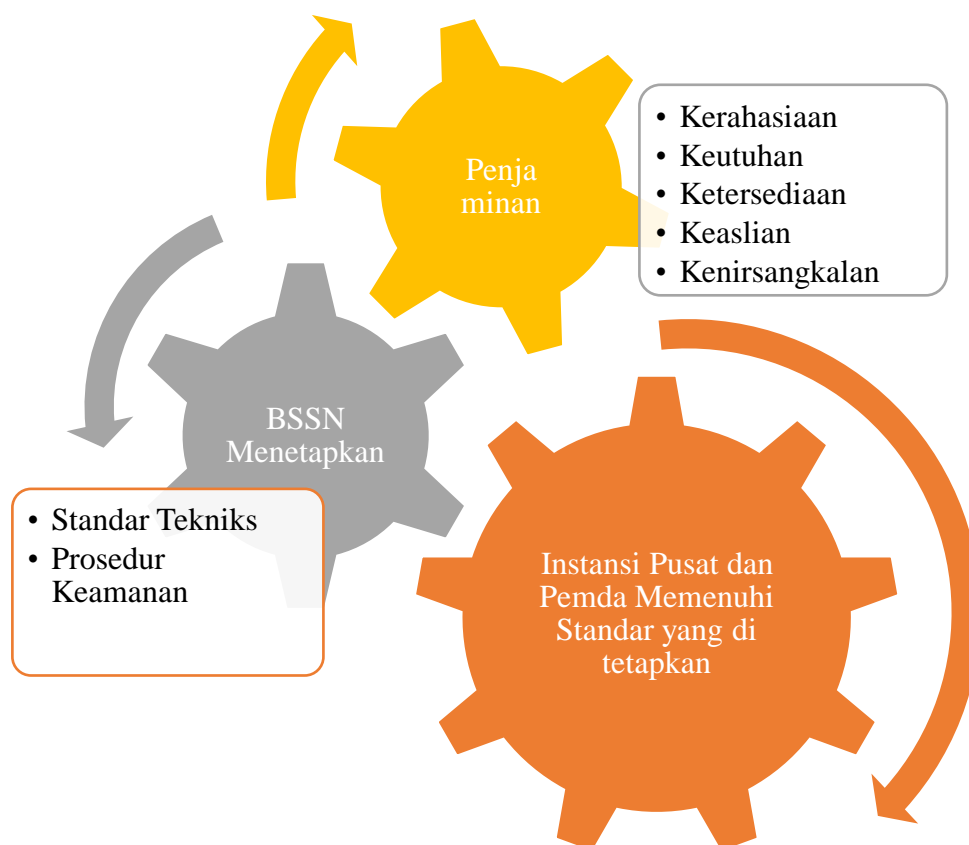 Penja
minan
• Kerahasiaan
• Keutuhan
• Ketersediaan
• Keaslian
• Kenirsangkalan
BSSN
Menetapkan
• Standar Tekniks
• Prosedur
Keamanan
Instansi Pusat dan
Pemda Memenuhi
Standar yang di
tetapkan